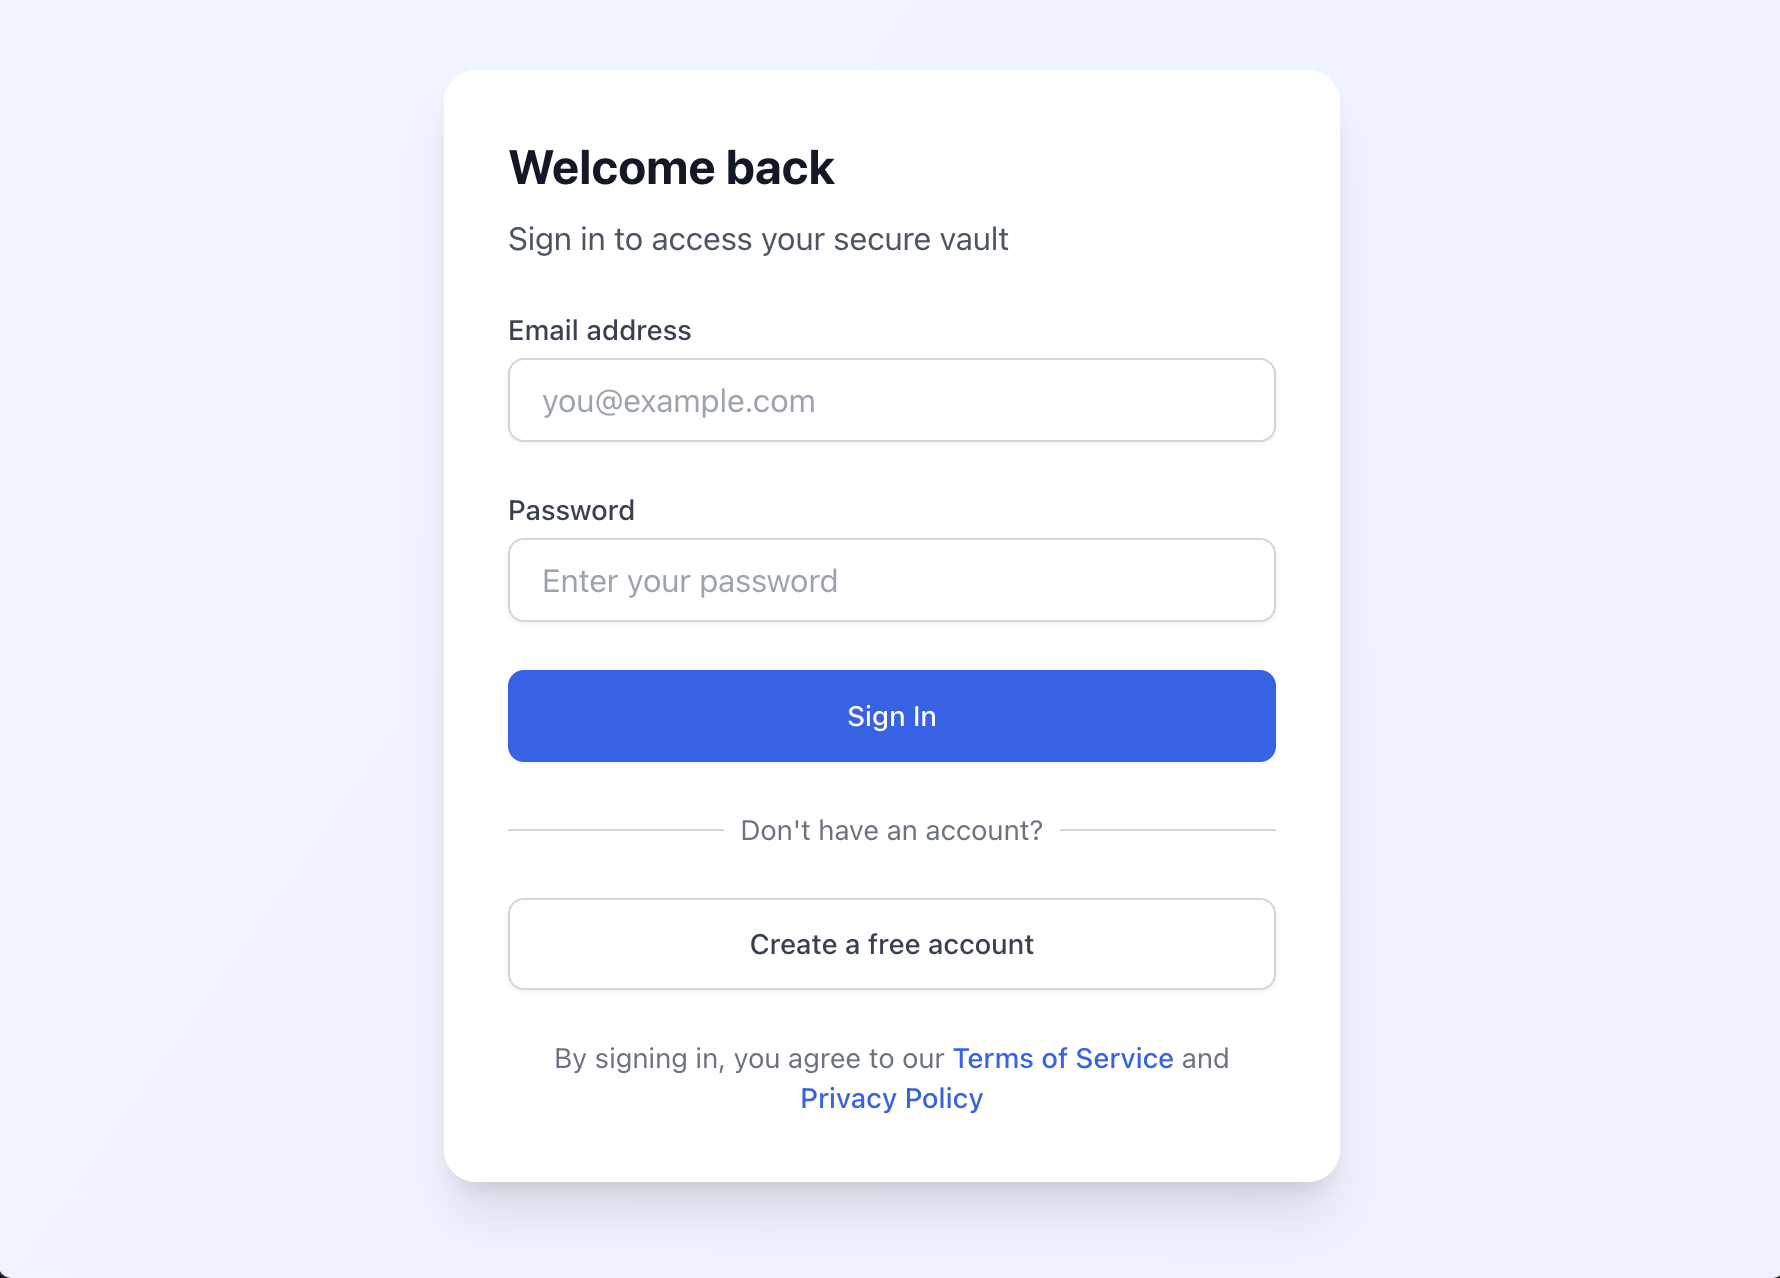 Welcome back
Sign in to access your secure vault
Email address
you@example.com
Password
Enter your password
Sign In
Don't have an account?
Create a free account
By signing in, you agree to our Terms of Service and
Privacy Policy